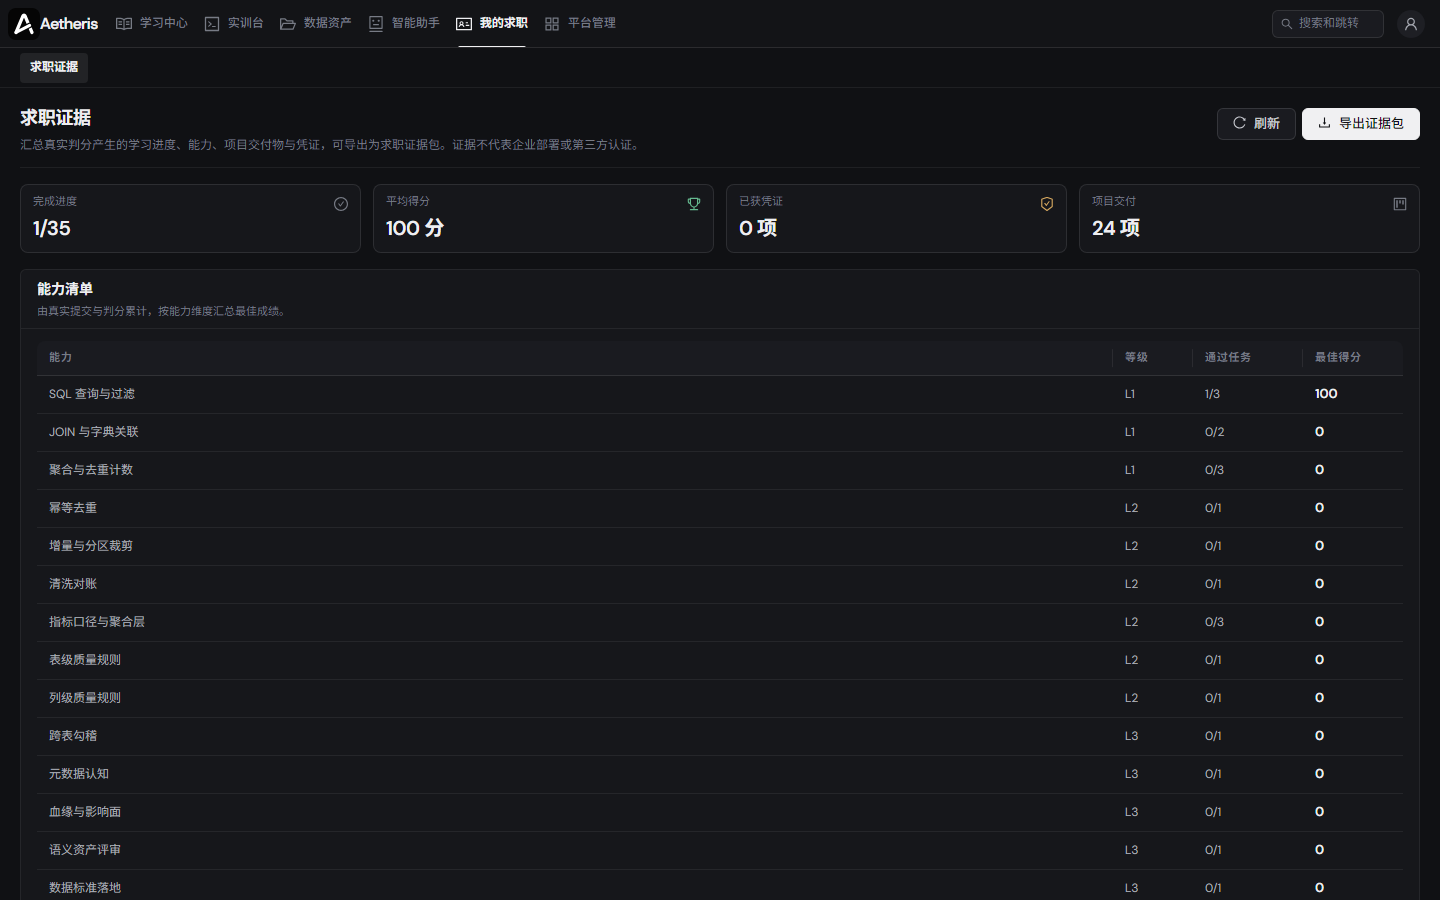 Aetheris 学习中心 实训台 数据资产 智能助手 我的求职 平台管理 搜索和跳转
求职证据
求职证据
刷新 导出证据包
汇总真实判分产生的学习进度、能力、项目交付物与凭证，可导出为求职证据包。证据不代表企业部署或第三方认证。
完成进度 平均得分 已获凭证 项目交付
1/35 100 分 0 项 24 项
能力清单
由真实提交与判分累计，按能力维度汇总最佳成绩。
能力 等级 通过任务 最佳得分
SQL 查询与过滤 L1 1/3 100
JOIN 与字典关联 L1 0/2 0
聚合与去重计数 L1 0/3 0
幂等去重 L2 0/1 0
增量与分区裁剪 L2 0/1 0
清洗对账 L2 0/1 0
指标口径与聚合层 L2 0/3 0
表级质量规则 L2 0/1 0
列级质量规则 L2 0/1 0
跨表勾稽 L3 0/1 0
元数据认知 L3 0/1 0
血缘与影响面 L3 0/1 0
语义资产评审 L3 0/1 0
数据标准落地 L3 0/1 0